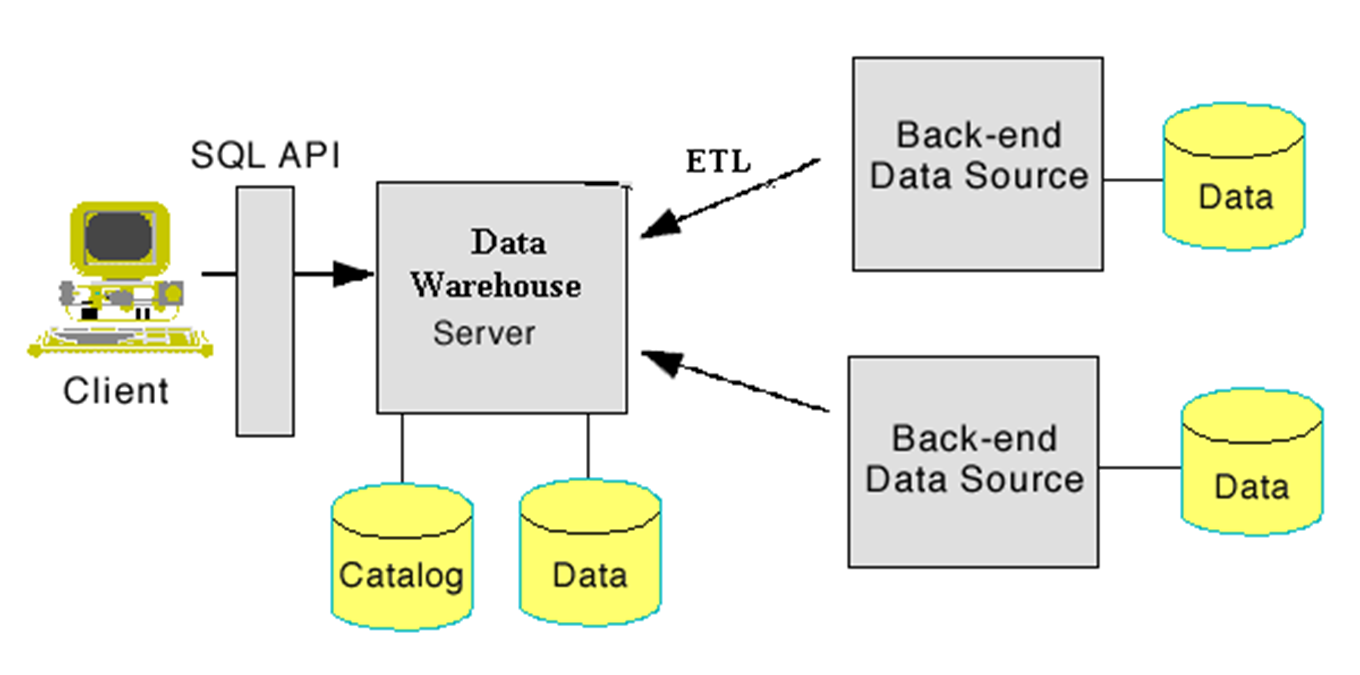 SQL API
Client
Data
Warehouse
Server
Catalog
Data
ETL
Back-end
Data Source
Data
Back-end
Data Source
Data